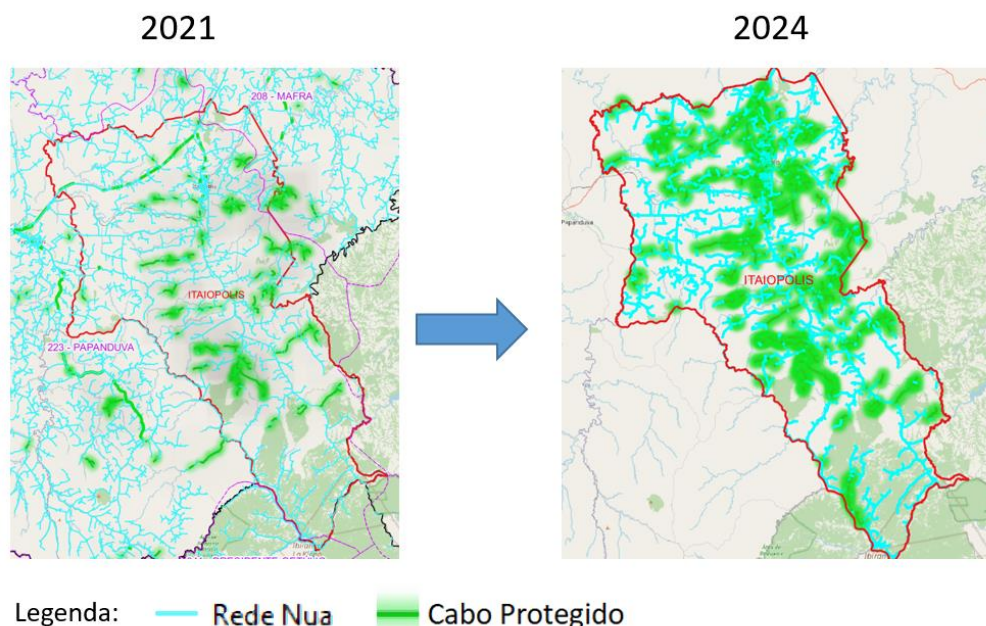 2021
2024
208 - MAFRA
ITAIOPOLIS
223 - PAPANDUVA
Papanduva
ITAIOPOLIS
Legenda:
Rede Nua
Cabo Protegido